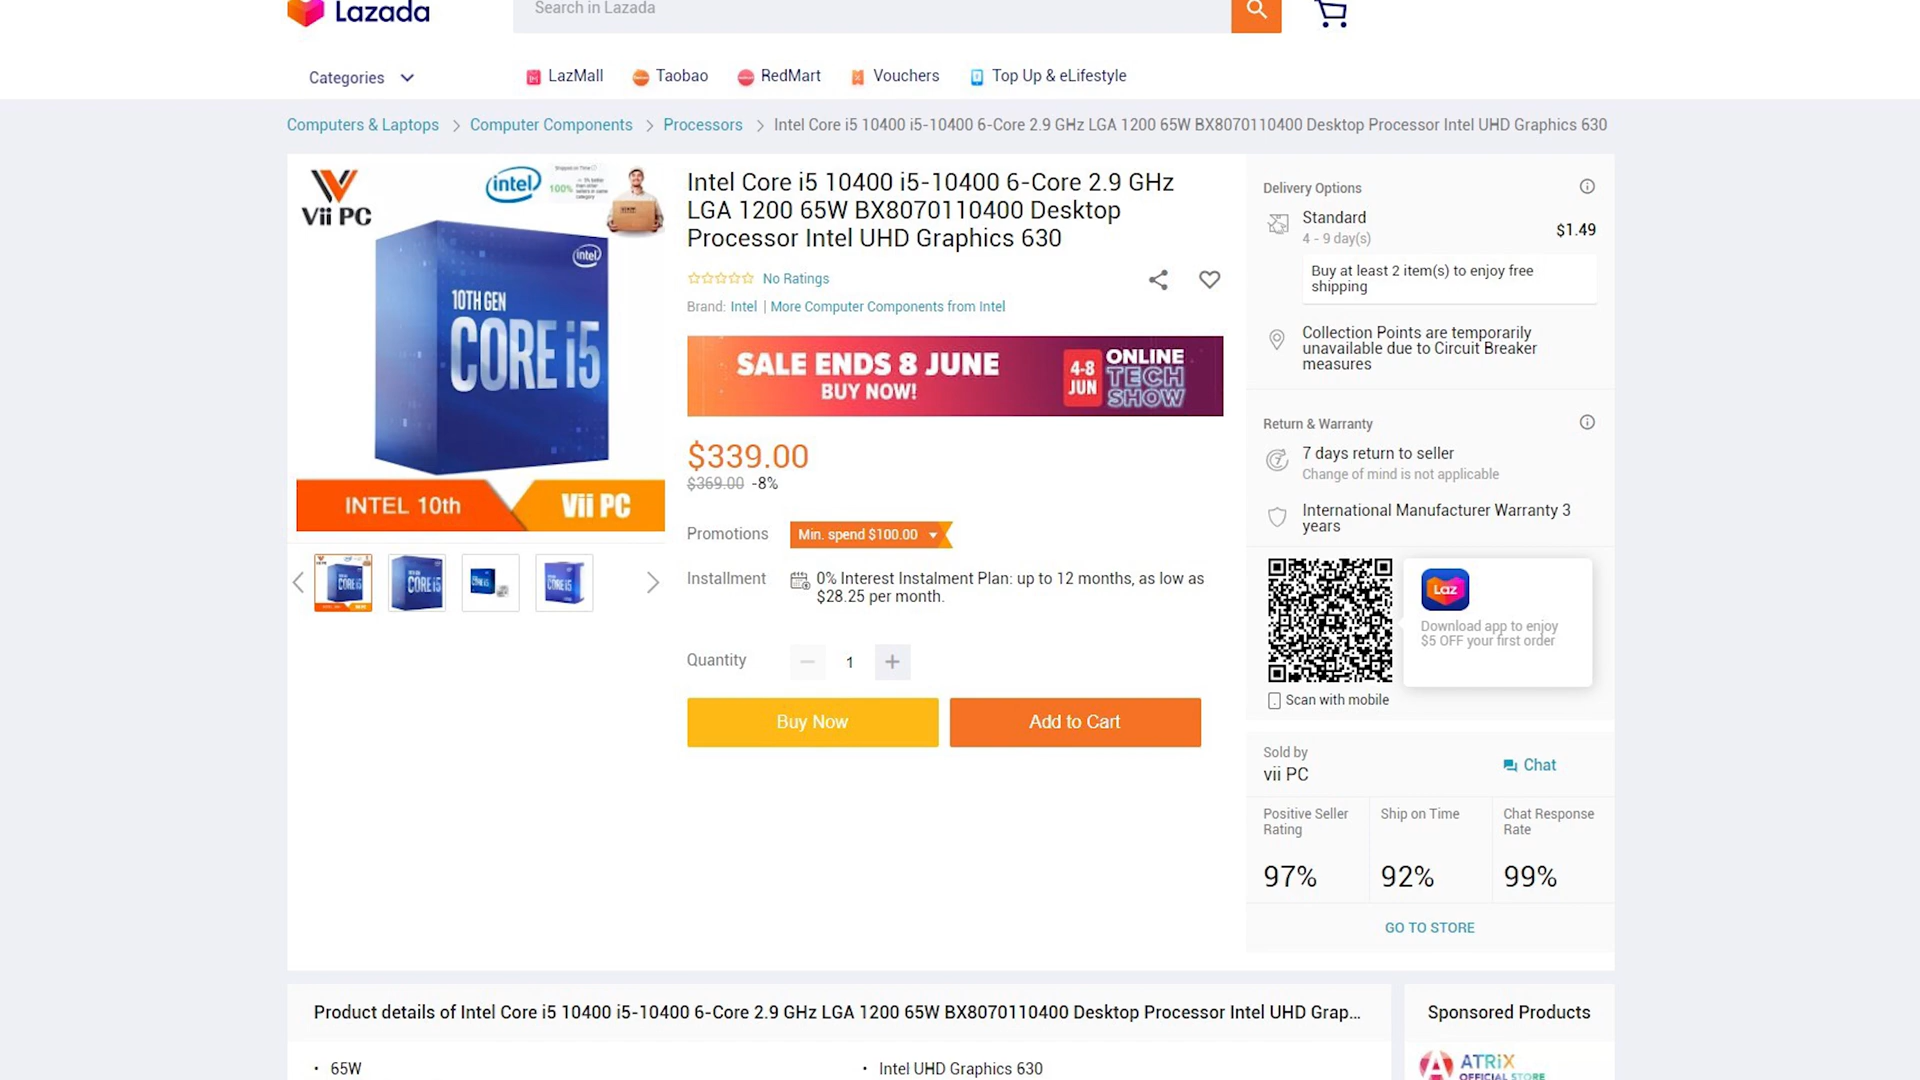 Lazada
Search in Lazada
Categories
LazMall
Taobao
RedMart
Vouchers
Top Up & eLifestyle
Computers & Laptops
Computer Components
Processors
Intel Core i5 10400 i5-10400 6-Core 2.9 GHz LGA 1200 65W BX8070110400 Desktop Processor Intel UHD Graphics 630
Vii PC
intel
100%
intel
10TH GEN
CORE i5
INTEL 10th
Vii PC
Intel Core i5 10400 i5-10400 6-Core 2.9 GHz
LGA 1200 65W BX8070110400 Desktop
Processor Intel UHD Graphics 630
No Ratings
Brand: Intel | More Computer Components from Intel
SALE ENDS 8 JUNE
BUY NOW!
4-8
JUN
ONLINE
TECH
SHOW
$339.00
$369.00 -8%
Promotions
Min. spend $100.00
Installment
0% Interest Instalment Plan: up to 12 months, as low as
$28.25 per month.
Quantity
1
Buy Now
Add to Cart
Delivery Options
Standard
4 - 9 day(s)
$1.49
Buy at least 2 item(s) to enjoy free
shipping
Collection Points are temporarily
unavailable due to Circuit Breaker
measures
Return & Warranty
7 days return to seller
Change of mind is not applicable
International Manufacturer Warranty 3
years
Laz
Download app to enjoy
$5 OFF your first order
Scan with mobile
Sold by
vii PC
Chat
Positive Seller
Rating
97%
Ship on Time
92%
Chat Response
Rate
99%
GO TO STORE
Product details of Intel Core i5 10400 i5-10400 6-Core 2.9 GHz LGA 1200 65W BX8070110400 Desktop Processor Intel UHD Grap...
• 65W
• Intel UHD Graphics 630
Sponsored Products
ATRiX
OFFICIAL STORE